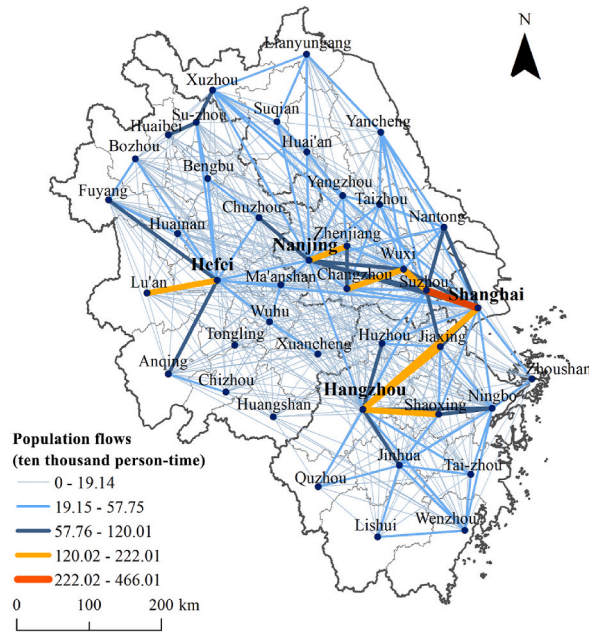 N
Lianyungang
Xuzhou
Su-zhou
Suqian
Huaibei
Yancheng
Bozhou
Huai'an
Bengbu
Fuyang
Yangzhou
Taizhou
Chuzhou
Nantong
Huainan
Zhenjiang
Nanjing
Wuxi
Hefei
Ma'anshan
Changzhou
Suzhou
Lu'an
Shanghai
Wuhu
Huzhou
Jiaxing
Tongling
Xuancheng
Anqing
Zhoushan
Chizhou
Hangzhou
Ningbo
Huangshan
Shaoxing
Population flows
(ten thousand person-time)
Jinhua
Quzhou
Tai-zhou
0 - 19.14
19.15 - 57.75
57.76 - 120.01
Lishui
Wenzhou
120.02 - 222.01
222.02 - 466.01
0 100 200 km